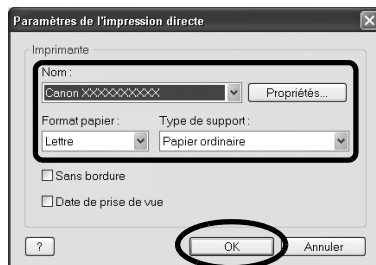 Paramètres de l'impression directe
Imprimante
Nom :
Canon XXXXXXXXXX
Propriétés...
Format papier : Type de support :
Lettre Papier ordinaire
Sans bordure
Date de prise de vue
? OK Annuler